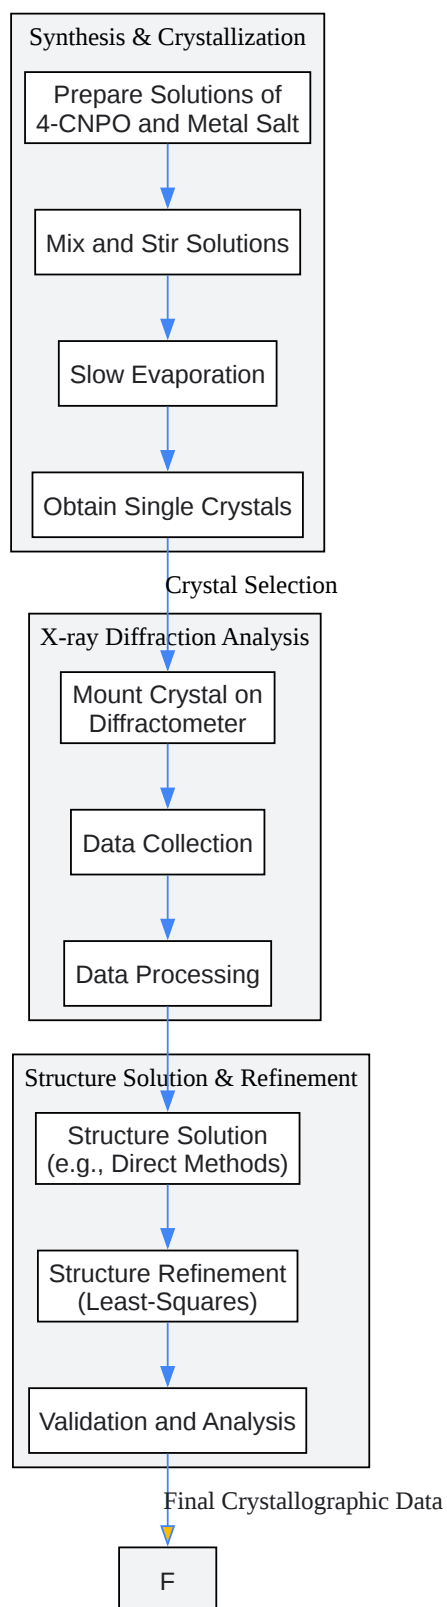 Synthesis & Crystallization
Prepare Solutions of
4-CNPO and Metal Salt
Mix and Stir Solutions
Slow Evaporation
Obtain Single Crystals
Crystal Selection
X-ray Diffraction Analysis
Mount Crystal on
Diffractometer
Data Collection
Data Processing
Structure Solution & Refinement
Structure Solution
(e.g., Direct Methods)
Structure Refinement
(Least-Squares)
Validation and Analysis
Final Crystallographic Data
F